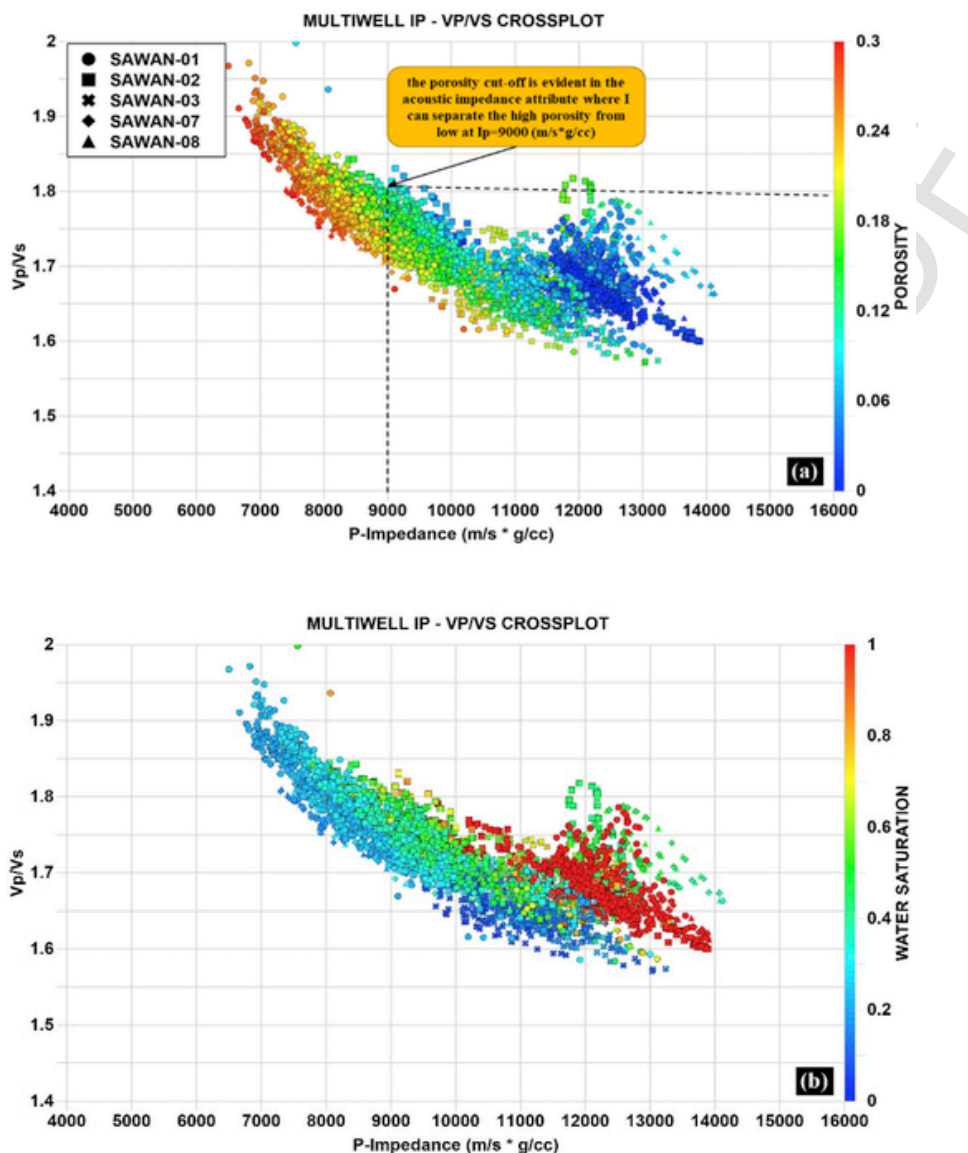 MULTIWELL IP - VP/VS CROSSPLOT
2
1.9
1.8
1.7
1.6
1.5
1.4
Vp/Vs
SAWAN-01
SAWAN-02
SAWAN-03
SAWAN-07
SAWAN-08
the porosity cut-off is evident in the
acoustic impedance attribute where I
can separate the high porosity from
low at Ip=9000 (m/s*g/cc)
0.3
0.24
0.18
0.12
0.06
0
POROSITY
(a)
4000 5000 6000 7000 8000 9000 10000 11000 12000 13000 14000 15000 16000
P-Impedance (m/s * g/cc)
MULTIWELL IP - VP/VS CROSSPLOT
2
1.9
1.8
1.7
1.6
1.5
1.4
Vp/Vs
1
0.8
0.6
0.4
0.2
0
WATER SATURATION
(b)
4000 5000 6000 7000 8000 9000 10000 11000 12000 13000 14000 15000 16000
P-Impedance (m/s * g/cc)